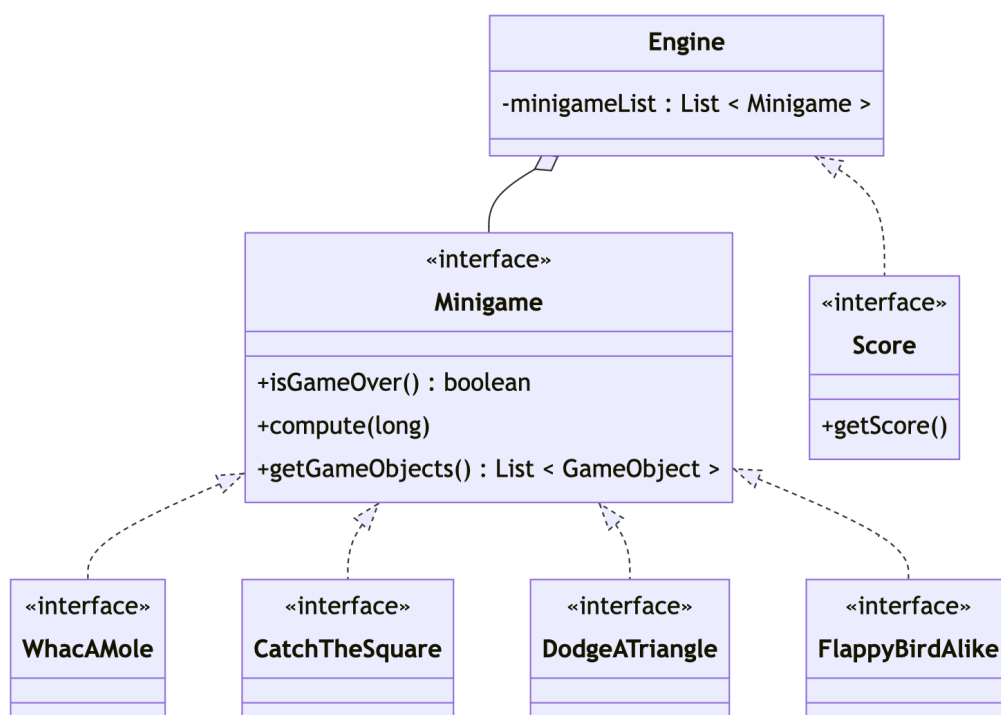 Engine
-minigameList : List < Minigame >
«interface»
Minigame
+isGameOver() : boolean
+compute(long)
+getGameObjects() : List < GameObject >
«interface»
Score
+getScore()
«interface»
WhacAMole
«interface»
CatchTheSquare
«interface»
DodgeATriangle
«interface»
FlappyBirdAlike